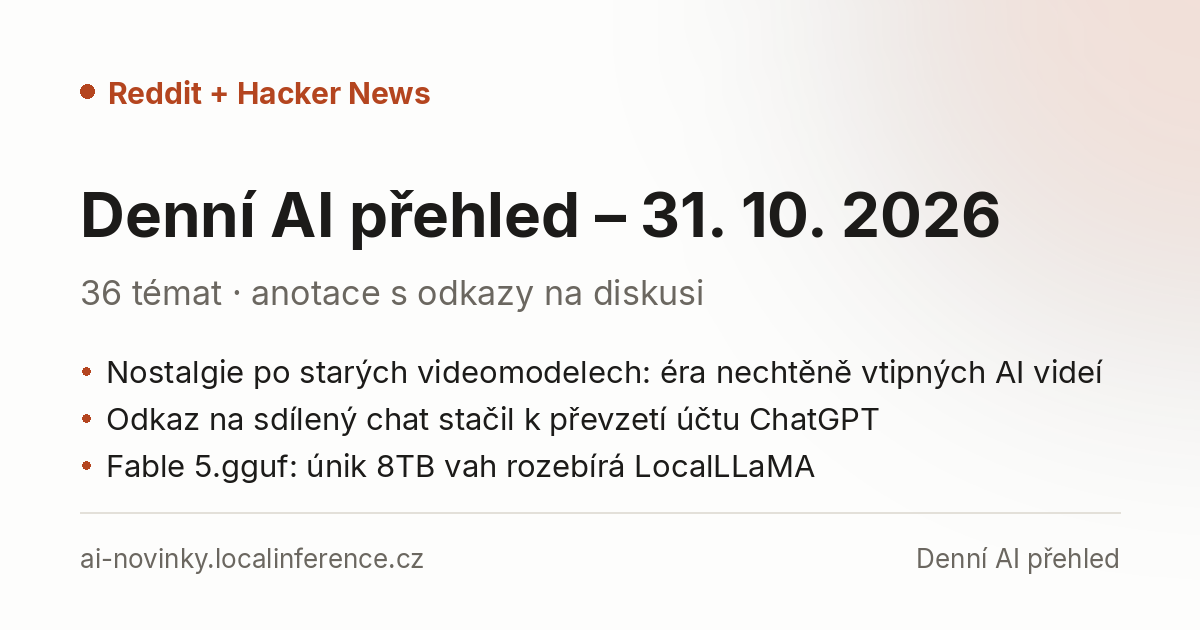 Reddit + Hacker News
Denní AI přehled – 31. 10. 2026
36 témat · anotace s odkazy na diskusi
• Nostalgie po starých videomodelech: éra nechtěně vtipných AI videí
• Odkaz na sdílený chat stačil k převzetí účtu ChatGPT
• Fable 5.gguf: únik 8TB vah rozebírá LocalLLaMA
ai-novinky.localinference.cz
Denní AI přehled